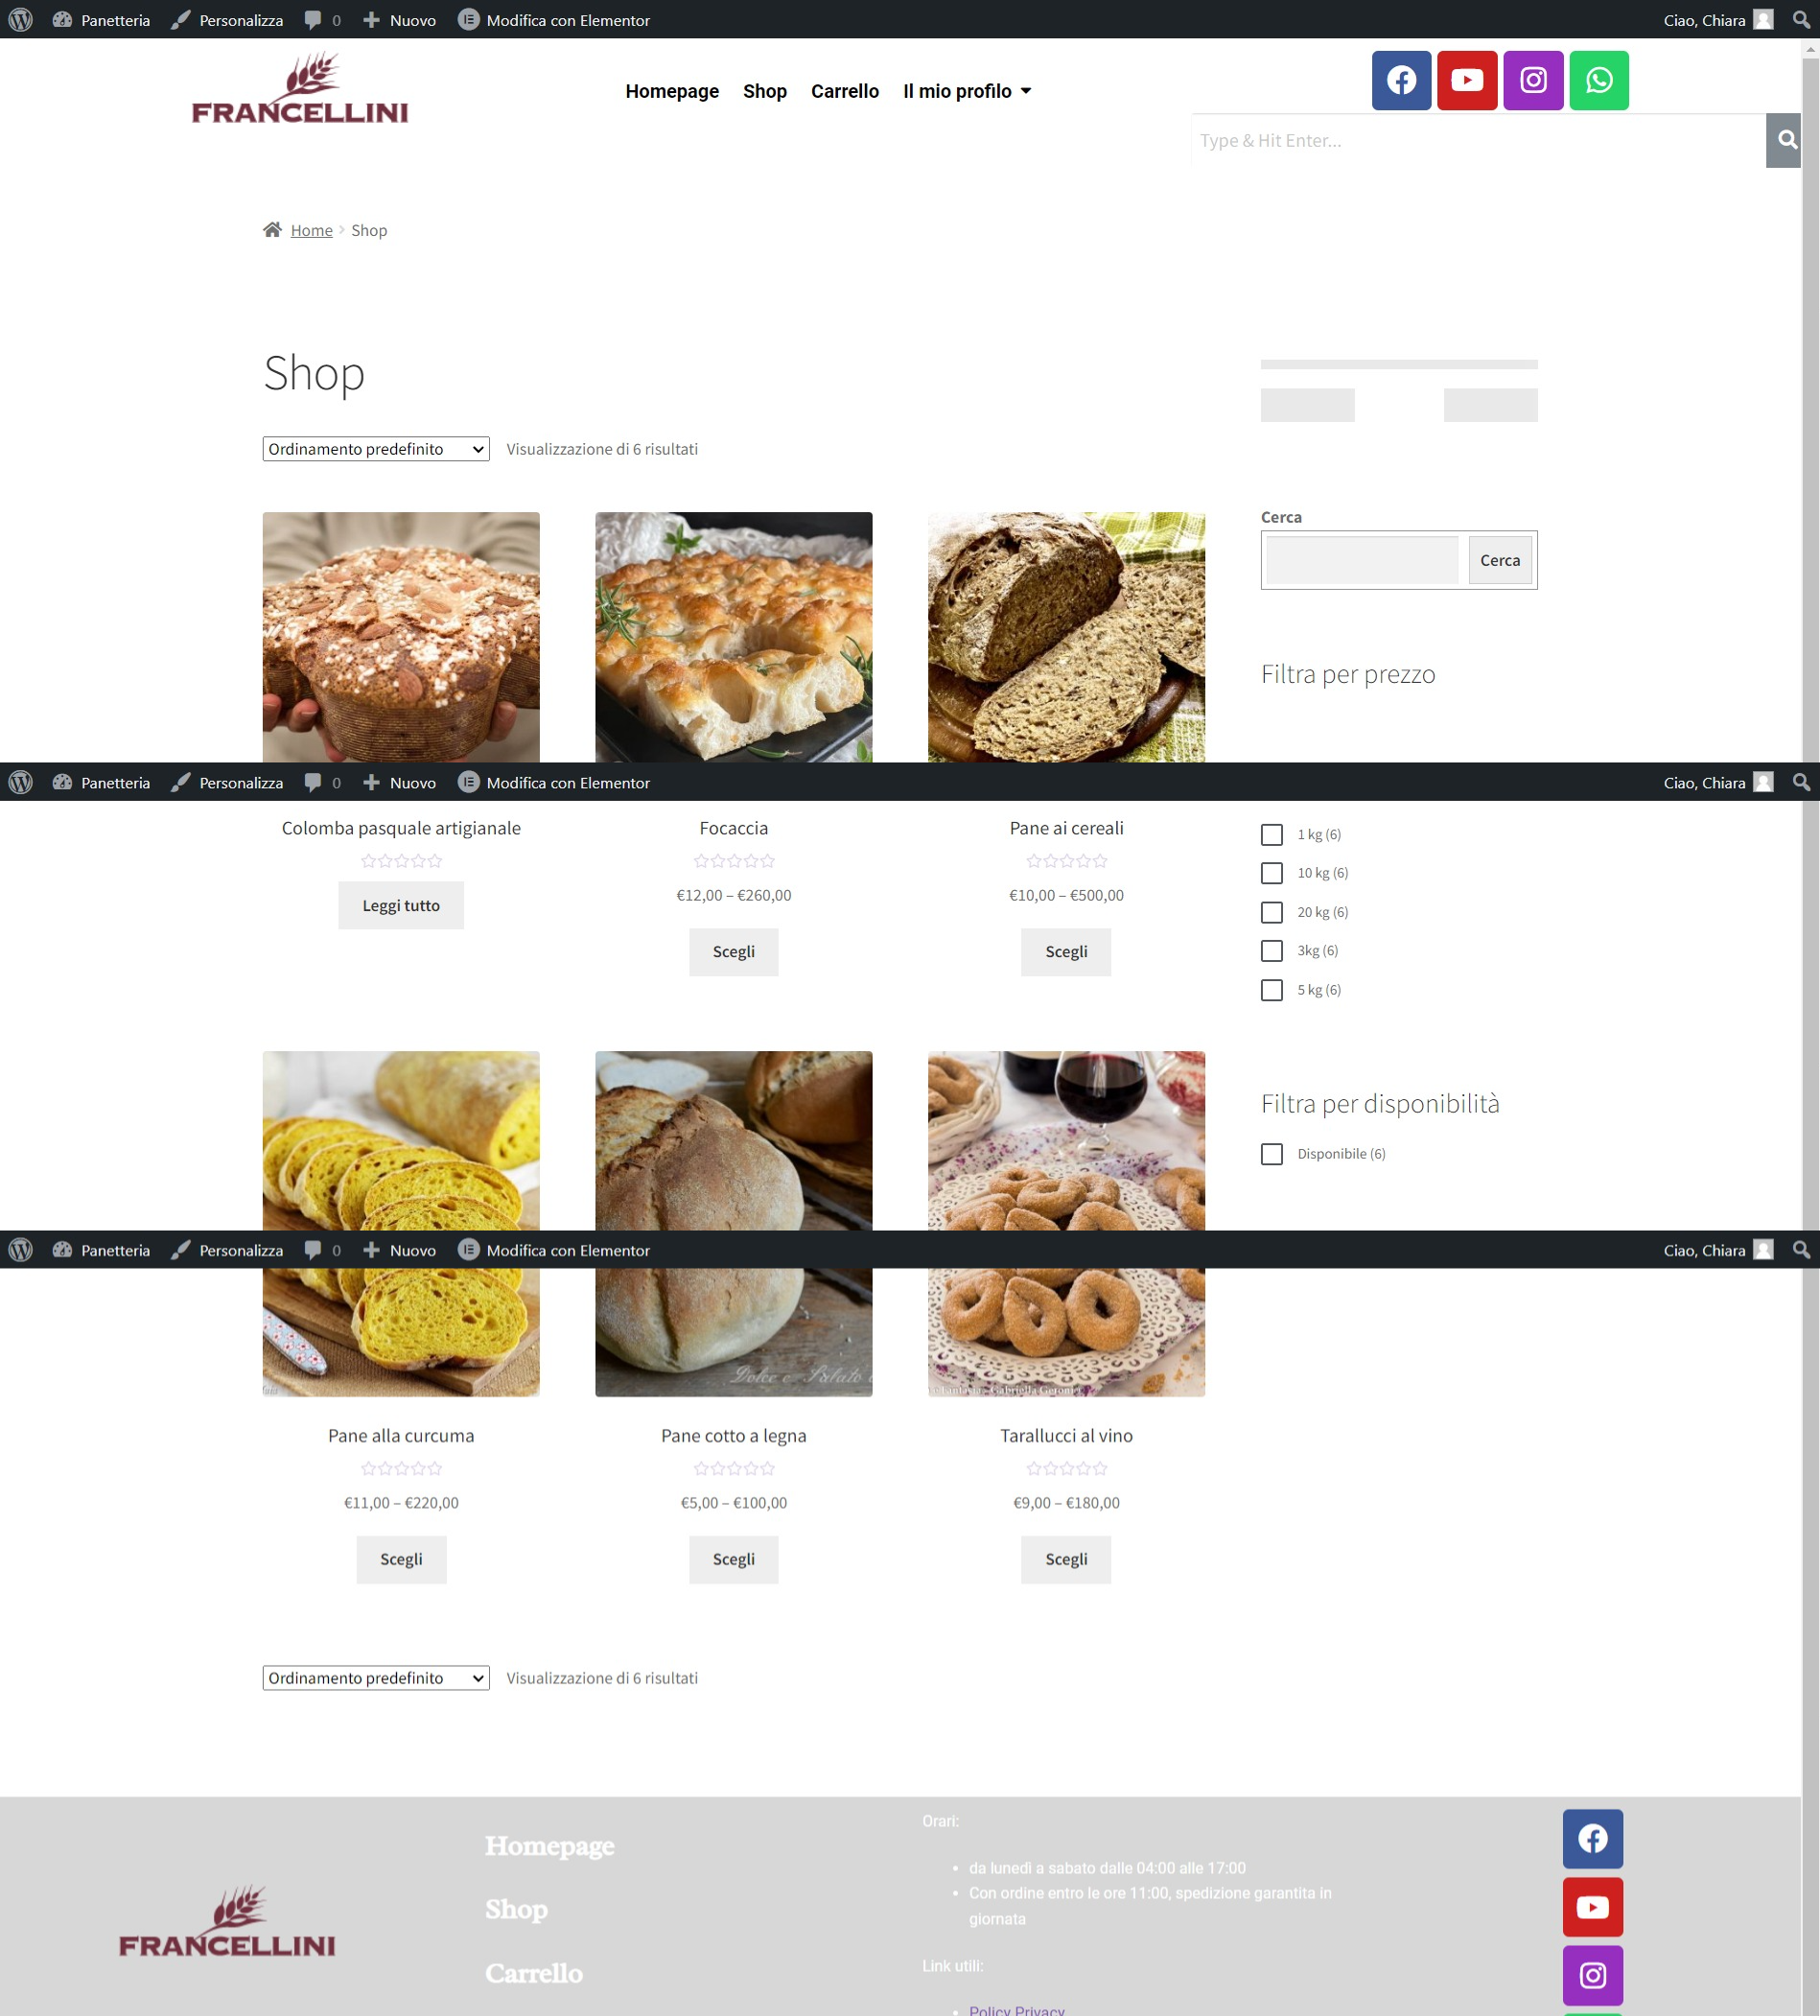 Panetteria Personalizza 0 Nuovo Modifica con Elementor Ciao, Chiara
FRANCELLINI
Homepage Shop Carrello Il mio profilo
Type & Hit Enter...
Home Shop
Shop
Ordinamento predefinito Visualizzazione di 6 risultati
Cerca
Cerca
Filtra per prezzo
Panetteria Personalizza 0 Nuovo Modifica con Elementor Ciao, Chiara
Colomba pasquale artigianale
Leggi tutto
Focaccia
€12,00 – €260,00
Scegli
Pane ai cereali
€10,00 – €500,00
Scegli
1 kg (6)
10 kg (6)
20 kg (6)
3kg (6)
5 kg (6)
Filtra per disponibilità
Disponibile (6)
Panetteria Personalizza 0 Nuovo Modifica con Elementor Ciao, Chiara
Dolce e Salato
Gabriella Geroni
Pane alla curcuma
€11,00 – €220,00
Scegli
Pane cotto a legna
€5,00 – €100,00
Scegli
Tarallucci al vino
€9,00 – €180,00
Scegli
Ordinamento predefinito Visualizzazione di 6 risultati
FRANCELLINI
Homepage
Shop
Carrello
Orari:
• da lunedì a sabato dalle 04:00 alle 17:00
• Con ordine entro le ore 11:00, spedizione garantita in
giornata
Link utili:
• Policy Privacy